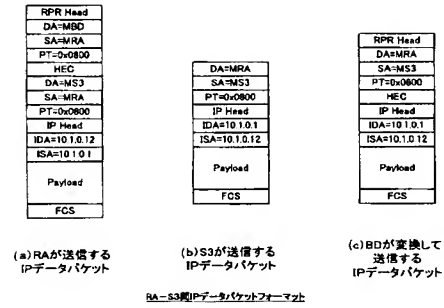 RPR Head
DA=MBD
SA=MRA
PT=0x0800
HEC
DA=MS3
SA=MRA
PT=0x0800
IP Head
IDA=10.1.0.12
ISA=10.1.0.1
Payload
FCS
(a)RAが送信する
IPデータパケット
DA=MRA
SA=MS3
PT=0x0800
IP Head
IDA=10.1.0.1
ISA=10.1.0.12
Payload
FCS
(b)S3が送信する
IPデータパケット
RPR Head
DA=MRA
SA=MS3
PT=0x0800
HEC
IP Head
IDA=10.1.0.1
ISA=10.1.0.12
Payload
FCS
(c)BDが変換して
送信する
IPデータパケット
RA-S3間IPデータパケットフォーマット